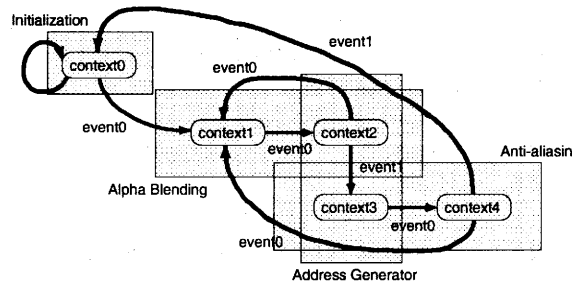 Initialization
context0
event1
event0
event0
context1
event0
context2
event1
Anti-aliasin
Alpha Blending
context3
event0
context4
event0
Address Generator